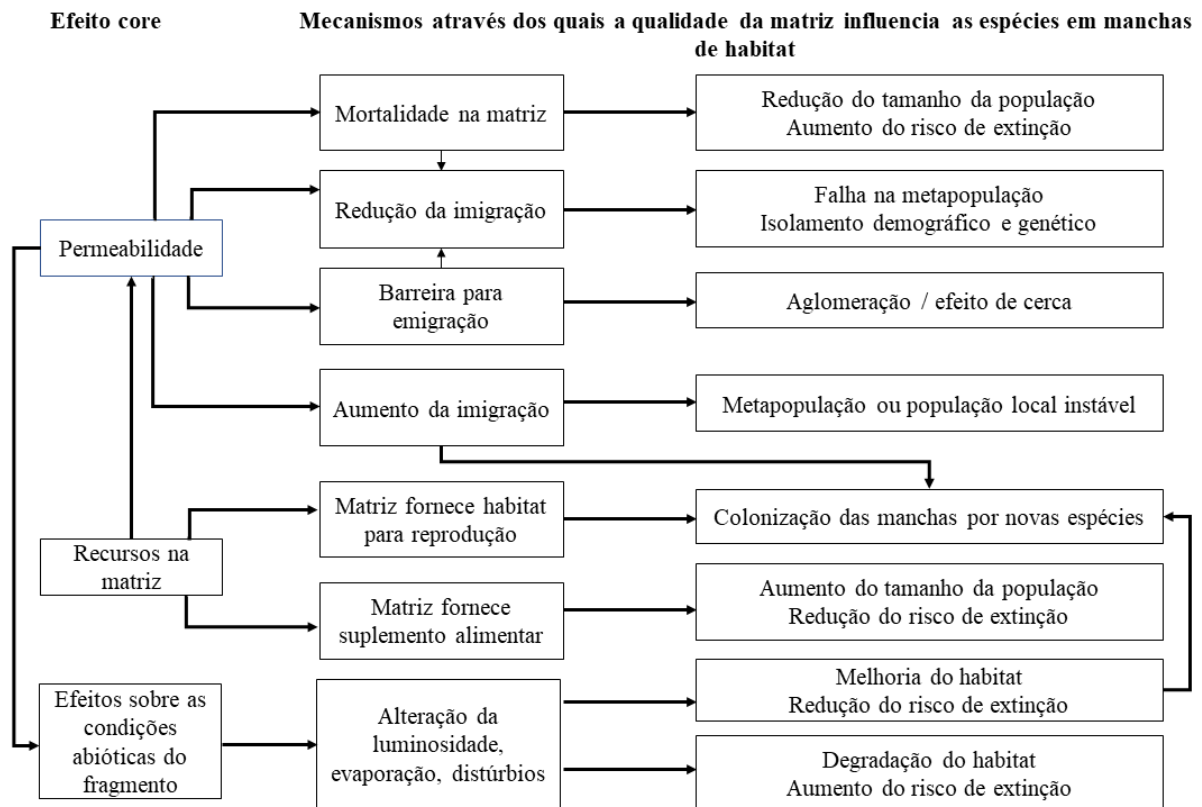 Efeito core
Mecanismos através dos quais a qualidade da matriz influencia as espécies em manchas
de habitat
Mortalidade na matriz
Redução do tamanho da população
Aumento do risco de extinção
Permeabilidade
Redução da imigração
Falha na metapopulação
Isolamento demográfico e genético
Barreira para
emigração
Aglomeração / efeito de cerca
Aumento da imigração
Metapopulação ou população local instável
Recursos na
matriz
Matriz fornece habitat
para reprodução
Colonização das manchas por novas espécies
Matriz fornece
suplemento alimentar
Aumento do tamanho da população
Redução do risco de extinção
Efeitos sobre as
condições
abióticas do
fragmento
Alteração da
luminosidade,
evaporação, distúrbios
Melhoria do habitat
Redução do risco de extinção
Degradação do habitat
Aumento do risco de extinção